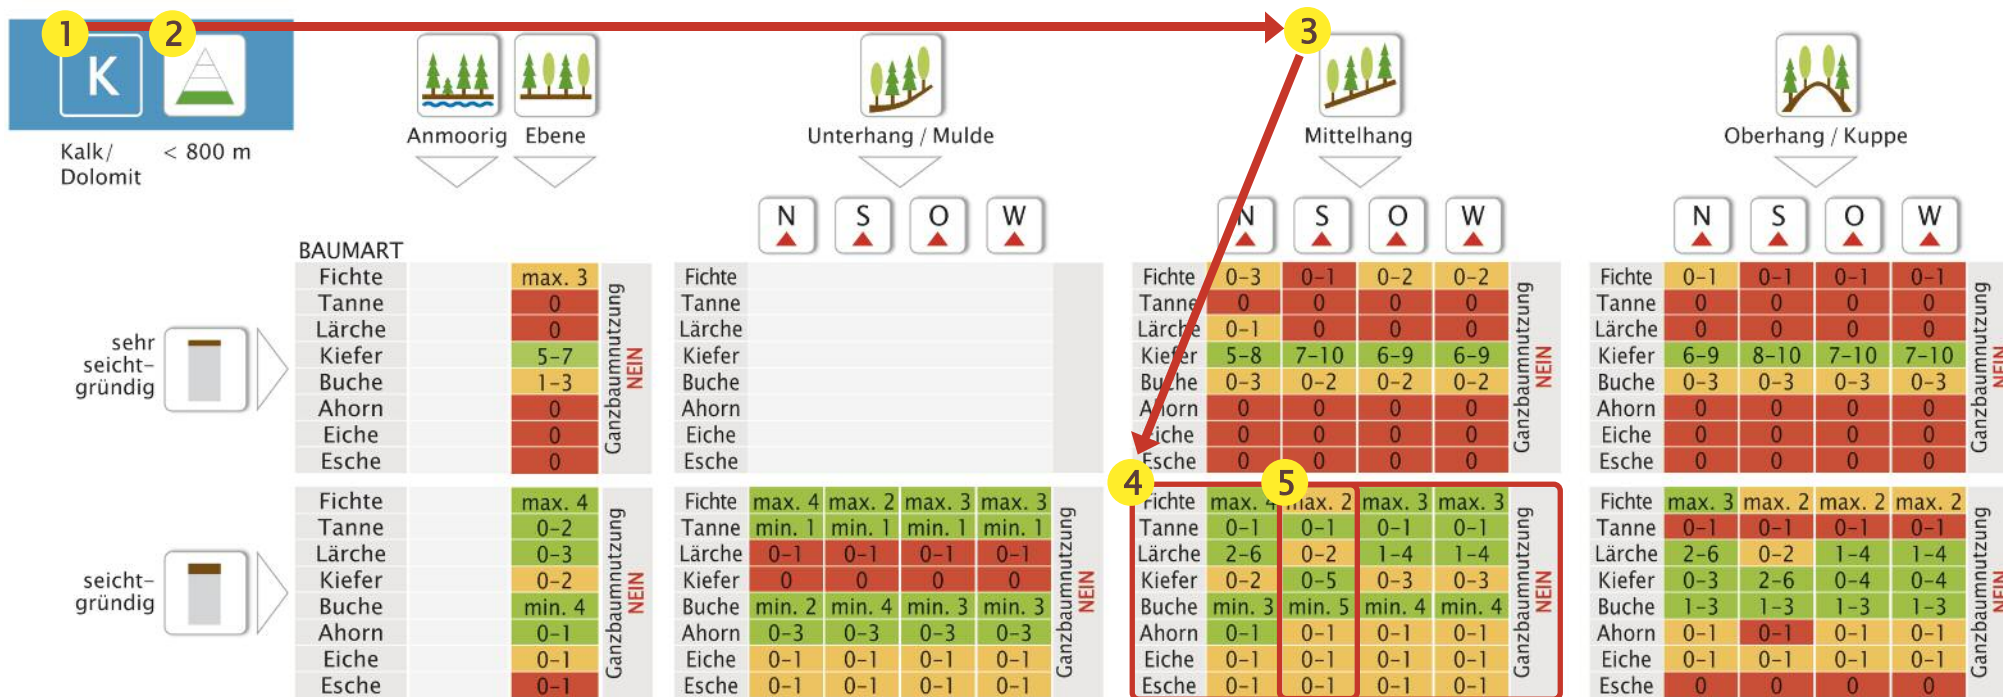 1 2 3
K
Kalk/ < 800 m
Dolomit
Anmoorig Ebene Unterhang / Mulde Mittelhang Oberhang / Kuppe
N S O W N S O W N S O W
BAUMART
sehr
seicht-
gründig
Fichte max. 3 Fichte Fichte 0-3 0-1 0-2 0-2 Fichte 0-1 0-1 0-1 0-1
Tanne 0 Tanne Tanne 0 0 0 0 Tanne 0 0 0 0
Lärche 0 Lärche Lärche 0-1 0 0 0 Lärche 0 0 0 0
Kiefer 5-7 Kiefer Kiefer 5-8 7-10 6-9 6-9 Kiefer 6-9 8-10 7-10 7-10
Buche 1-3 Buche Buche 0-3 0-2 0-2 0-2 Buche 0-3 0-3 0-3 0-3
Ahorn 0 Ahorn Ahorn 0 0 0 0 Ahorn 0 0 0 0
Eiche 0 Eiche Eiche 0 0 0 0 Eiche 0 0 0 0
Esche 0 Esche Esche 0 0 0 0 Esche 0 0 0 0
Ganzbaumnutzung
NEIN
Ganzbaumnutzung
NEIN
Ganzbaumnutzung
NEIN
4 5
seicht-
gründig
Fichte max. 4 Fichte max. 4 max. 2 max. 3 max. 3 Fichte max. 4 max. 2 max. 3 max. 3 Fichte max. 3 max. 2 max. 2 max. 2
Tanne 0-2 Tanne min. 1 min. 1 min. 1 min. 1 Tanne 0-1 0-1 0-1 0-1 Tanne 0-1 0-1 0-1 0-1
Lärche 0-3 Lärche 0-1 0-1 0-1 0-1 Lärche 2-6 0-2 1-4 1-4 Lärche 2-6 0-2 1-4 1-4
Kiefer 0-2 Kiefer 0 0 0 0 Kiefer 0-2 0-5 0-3 0-3 Kiefer 0-3 2-6 0-4 0-4
Buche min. 4 Buche min. 2 min. 4 min. 3 min. 3 Buche min. 3 min. 5 min. 4 min. 4 Buche 1-3 1-3 1-3 1-3
Ahorn 0-1 Ahorn 0-3 0-3 0-3 0-3 Ahorn 0-1 0-1 0-1 0-1 Ahorn 0-1 0-1 0-1 0-1
Eiche 0-1 Eiche 0-1 0-1 0-1 0-1 Eiche 0-1 0-1 0-1 0-1 Eiche 0-1 0-1 0-1 0-1
Esche 0-1 Esche 0-1 0-1 0-1 0-1 Esche 0-1 0-1 0-1 0-1 Esche 0 0 0 0
Ganzbaumnutzung
NEIN
Ganzbaumnutzung
NEIN
Ganzbaumnutzung
NEIN
Ganzbaumnutzung
NEIN